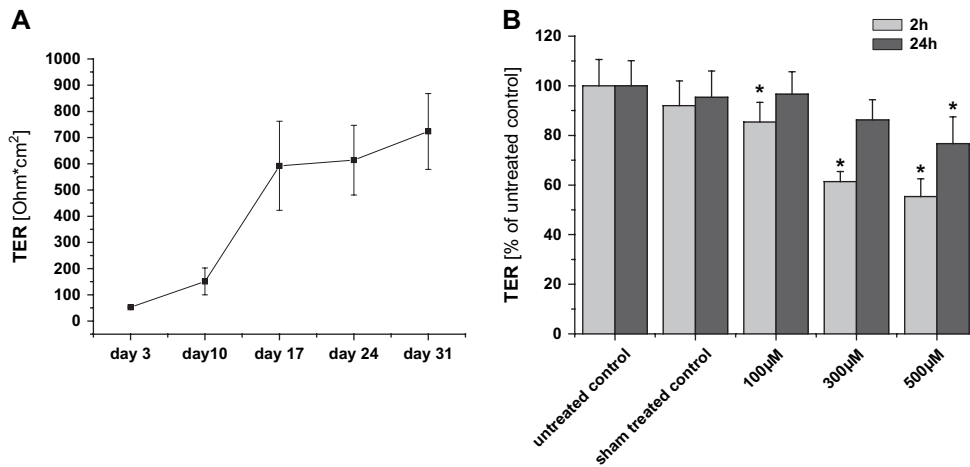 A
TER [Ohm*cm²]
1000
900
800
700
600
500
400
300
200
100
0
day 3
day10
day 17
day 24
day 31
B
TER [% of untreated control]
2h
24h
120
100
80
60
40
20
0
*
*
*
*
untreated control
sham treated control
100µM
300µM
500µM